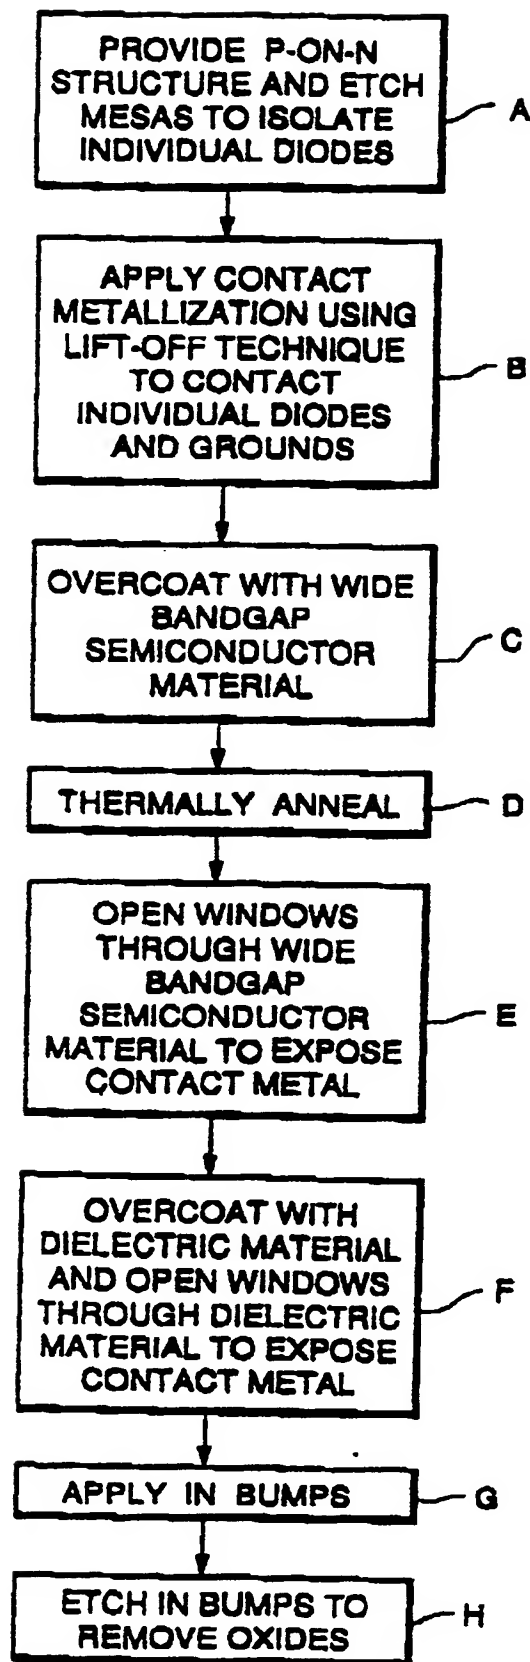 PROVIDE P-ON-N
STRUCTURE AND ETCH
MESAS TO ISOLATE
INDIVIDUAL DIODES
A
APPLY CONTACT
METALLIZATION USING
LIFT-OFF TECHNIQUE
TO CONTACT
INDIVIDUAL DIODES
AND GROUNDS
B
OVERCOAT WITH WIDE
BANDGAP
SEMICONDUCTOR
MATERIAL
C
THERMALLY ANNEAL
D
OPEN WINDOWS
THROUGH WIDE
BANDGAP
SEMICONDUCTOR
MATERIAL TO EXPOSE
CONTACT METAL
E
OVERCOAT WITH
DIELECTRIC MATERIAL
AND OPEN WINDOWS
THROUGH DIELECTRIC
MATERIAL TO EXPOSE
CONTACT METAL
F
APPLY IN BUMPS
G
ETCH IN BUMPS TO
REMOVE OXIDES
H